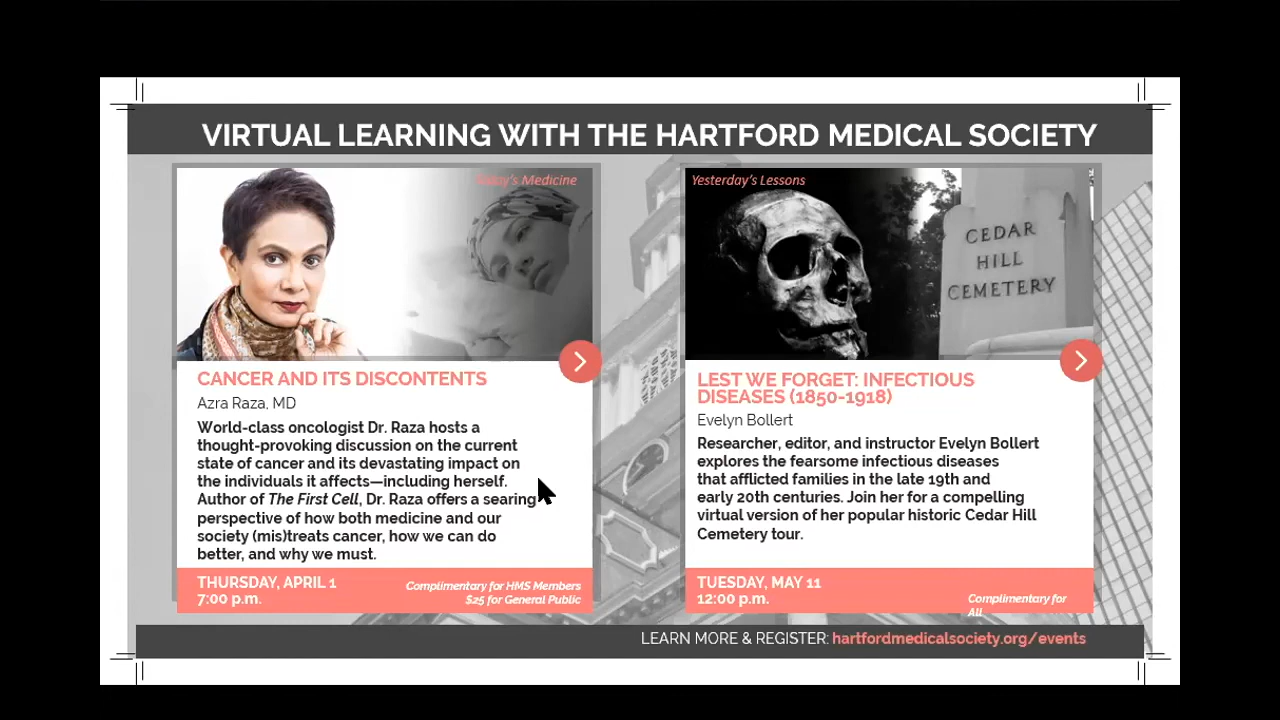 VIRTUAL LEARNING WITH THE HARTFORD MEDICAL SOCIETY
Today's Medicine
CANCER AND ITS DISCONTENTS
Azra Raza, MD
World-class oncologist Dr. Raza hosts a
thought-provoking discussion on the current
state of cancer and its devastating impact on
the individuals it affects—including herself.
Author of The First Cell, Dr. Raza offers a searing
perspective of how both medicine and our
society (mis)treats cancer, how we can do
better, and why we must.
THURSDAY, APRIL 1
7:00 p.m.
Complimentary for HMS Members
$25 for General Public
Yesterday's Lessons
CEDAR
HILL
CEMETERY
LEST WE FORGET: INFECTIOUS
DISEASES (1850-1918)
Evelyn Bollert
Researcher, editor, and instructor Evelyn Bollert
explores the fearsome infectious diseases
that afflicted families in the late 19th and
early 20th centuries. Join her for a compelling
virtual version of her popular historic Cedar Hill
Cemetery tour.
TUESDAY, MAY 11
12:00 p.m.
Complimentary for
All
LEARN MORE & REGISTER: hartfordmedicalsociety.org/events